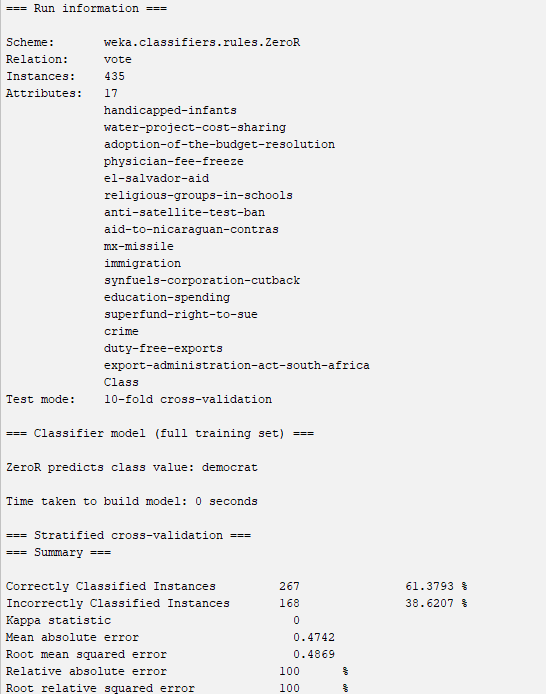 === Run information ===
Scheme: weka.classifiers.rules.ZeroR
Relation: vote
Instances: 435
Attributes: 17
handicapped-infants
water-project-cost-sharing
adoption-of-the-budget-resolution
physician-fee-freeze
el-salvador-aid
religious-groups-in-schools
anti-satellite-test-ban
aid-to-nicaraguan-contras
mx-missile
immigration
synfuels-corporation-cutback
education-spending
superfund-right-to-sue
crime
duty-free-exports
export-administration-act-south-africa
Class
Test mode: 10-fold cross-validation
=== Classifier model (full training set) ===
ZeroR predicts class value: democrat
Time taken to build model: 0 seconds
=== Stratified cross-validation ===
=== Summary ===
Correctly Classified Instances 267 61.3793 %
Incorrectly Classified Instances 168 38.6207 %
Kappa statistic 0
Mean absolute error 0.4742
Root mean squared error 0.4869
Relative absolute error 100 %
Root relative squared error 100 %